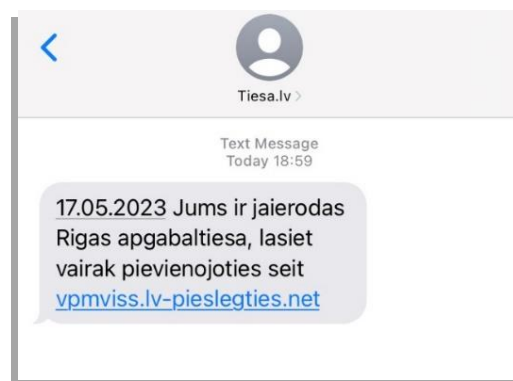 Tiesa.lv >
Text Message
Today 18:59
17.05.2023 Jums ir jaierodas
Rigas apgabaltiesa, lasiet
vairak pievienojoties seit
vpmviss.lv-pieslegties.net